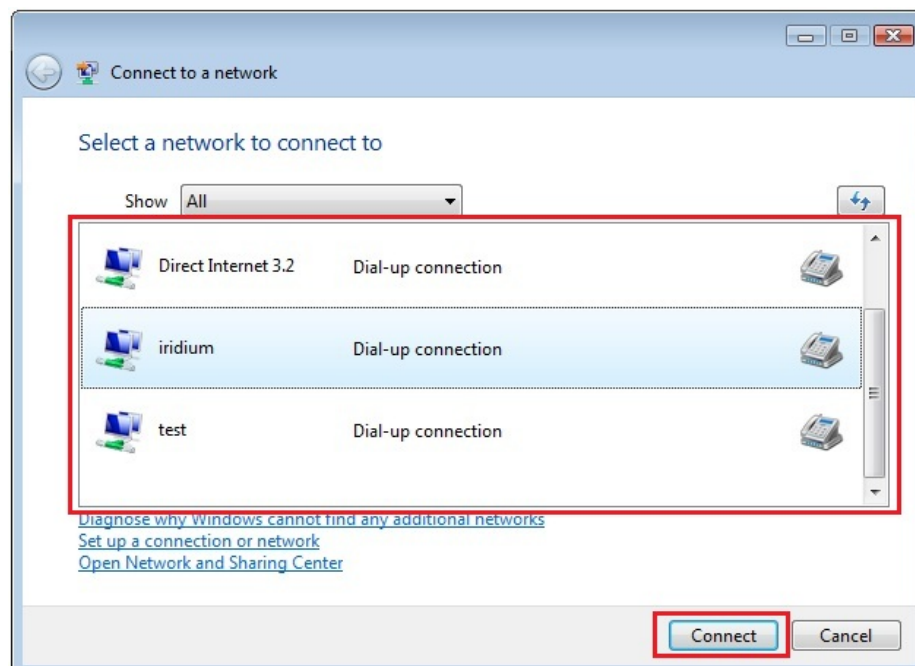 Connect to a network
Select a network to connect to
Show All
Direct Internet 3.2 Dial-up connection
iridium Dial-up connection
test Dial-up connection
Diagnose why Windows cannot find any additional networks
Set up a connection or network
Open Network and Sharing Center
Connect Cancel